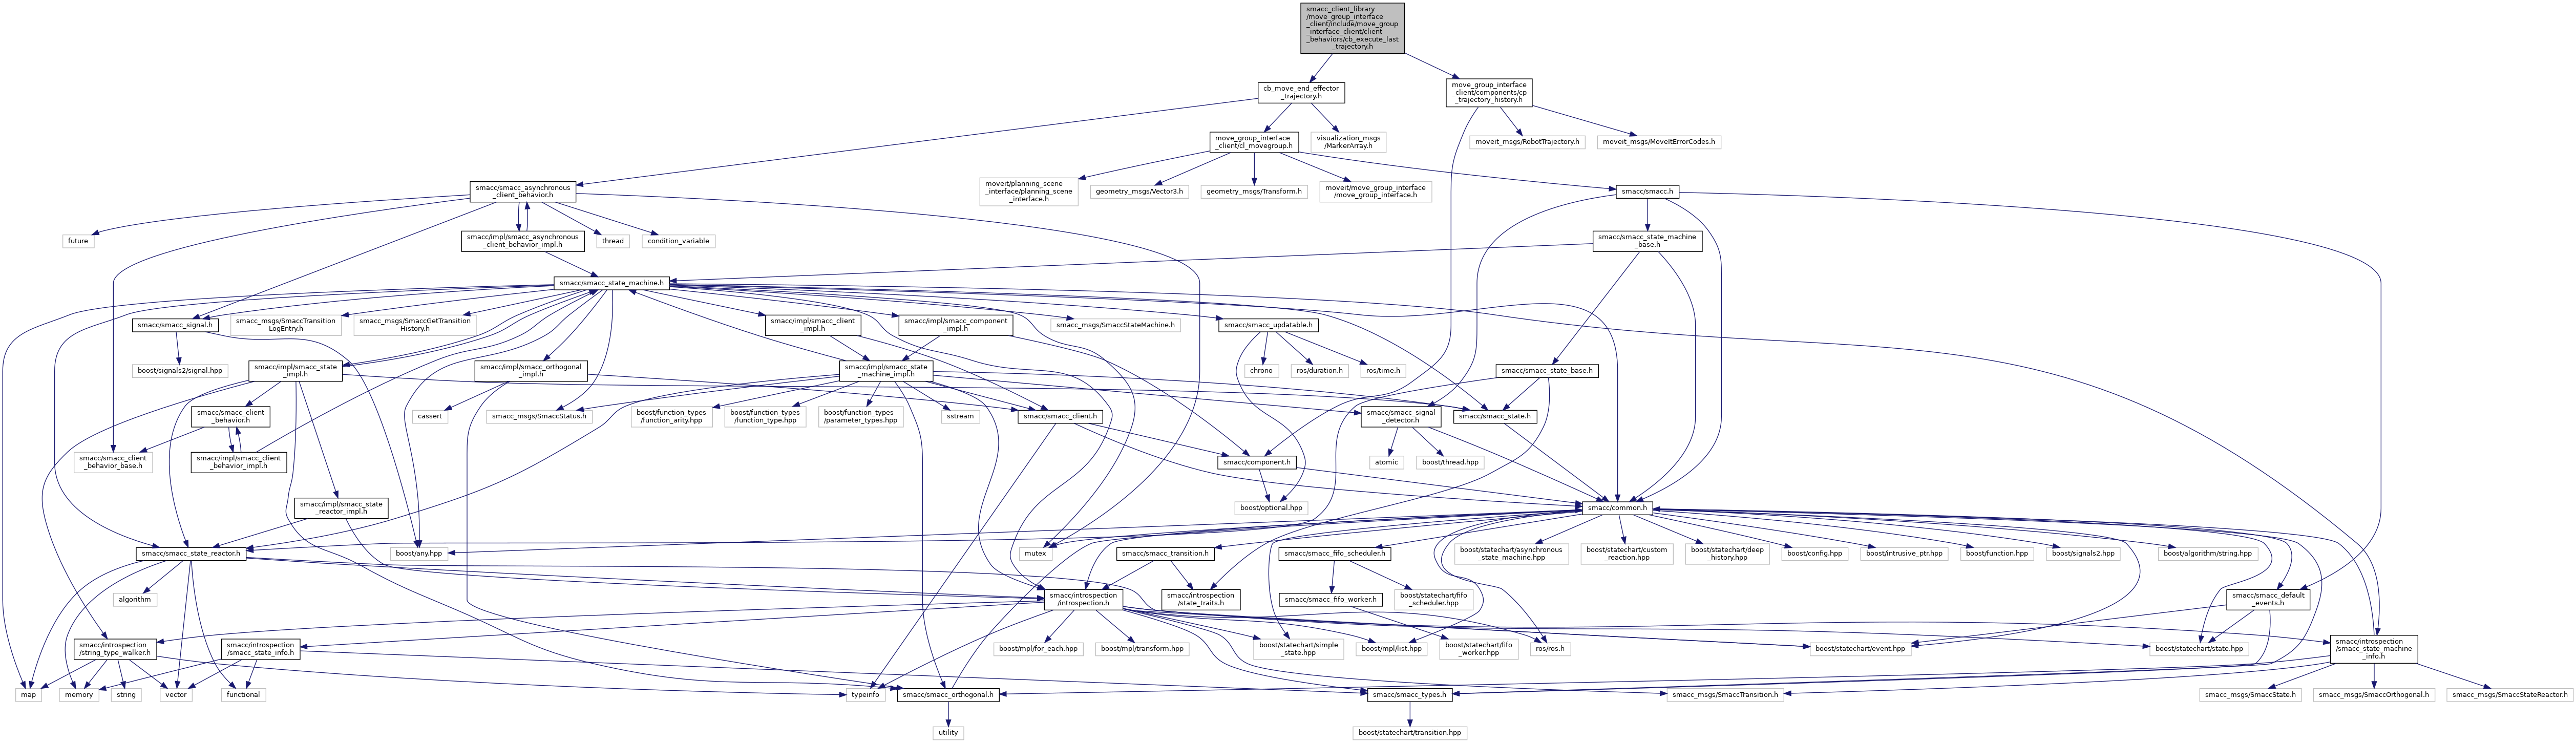 smacc_client_library
/move_group_interface
_client/include/move_group
_interface_client/client
_behaviors/cb_execute_last
_trajectory.h
cb_move_end_effector
_trajectory.h
move_group_interface
_client/components/cp
_trajectory_history.h
move_group_interface
_client/cl_movegroup.h
visualization_msgs
/MarkerArray.h
moveit_msgs/RobotTrajectory.h
moveit_msgs/MoveItErrorCodes.h
smacc/smacc_asynchronous
_client_behavior.h
moveit/planning_scene
_interface/planning_scene
_interface.h
geometry_msgs/Vector3.h
geometry_msgs/Transform.h
moveit/move_group_interface
/move_group_interface.h
smacc/smacc.h
future
smacc/impl/smacc_asynchronous
_client_behavior_impl.h
thread
condition_variable
smacc/smacc_state_machine
_base.h
smacc/smacc_state_machine.h
smacc/smacc_signal.h
smacc_msgs/SmaccTransition
LogEntry.h
smacc_msgs/SmaccGetTransition
History.h
smacc/impl/smacc_client
_impl.h
smacc/impl/smacc_component
_impl.h
smacc_msgs/SmaccStateMachine.h
smacc/smacc_updatable.h
boost/signals2/signal.hpp
smacc/impl/smacc_state
_impl.h
smacc/impl/smacc_orthogonal
_impl.h
smacc/impl/smacc_state
_machine_impl.h
chrono
ros/duration.h
ros/time.h
smacc/smacc_state_base.h
smacc/smacc_client
_behavior.h
cassert
smacc_msgs/SmaccStatus.h
boost/function_types
/function_arity.hpp
boost/function_types
/function_type.hpp
boost/function_types
/parameter_types.hpp
sstream
smacc/smacc_client.h
smacc/smacc_signal
_detector.h
smacc/smacc_state.h
smacc/smacc_client
_behavior_base.h
smacc/impl/smacc_client
_behavior_impl.h
smacc/component.h
atomic
boost/thread.hpp
smacc/impl/smacc_state
_reactor_impl.h
boost/optional.hpp
smacc/common.h
smacc/smacc_state_reactor.h
boost/any.hpp
mutex
smacc/smacc_transition.h
smacc/smacc_fifo_scheduler.h
boost/statechart/asynchronous
_state_machine.hpp
boost/statechart/custom
_reaction.hpp
boost/statechart/deep
_history.hpp
boost/config.hpp
boost/intrusive_ptr.hpp
boost/function.hpp
boost/signals2.hpp
boost/algorithm/string.hpp
algorithm
smacc/introspection
/introspection.h
smacc/introspection
/state_traits.h
smacc/smacc_fifo_worker.h
boost/statechart/fifo
_scheduler.hpp
smacc/smacc_default
_events.h
smacc/introspection
/string_type_walker.h
smacc/introspection
/smacc_state_info.h
boost/mpl/for_each.hpp
boost/mpl/transform.hpp
boost/statechart/simple
_state.hpp
boost/mpl/list.hpp
boost/statechart/fifo
_worker.hpp
ros/ros.h
boost/statechart/event.hpp
boost/statechart/state.hpp
smacc/introspection
/smacc_state_machine
_info.h
map
memory
string
vector
functional
typeinfo
smacc/smacc_orthogonal.h
smacc/smacc_types.h
smacc_msgs/SmaccTransition.h
smacc_msgs/SmaccState.h
smacc_msgs/SmaccOrthogonal.h
smacc_msgs/SmaccStateReactor.h
utility
boost/statechart/transition.hpp